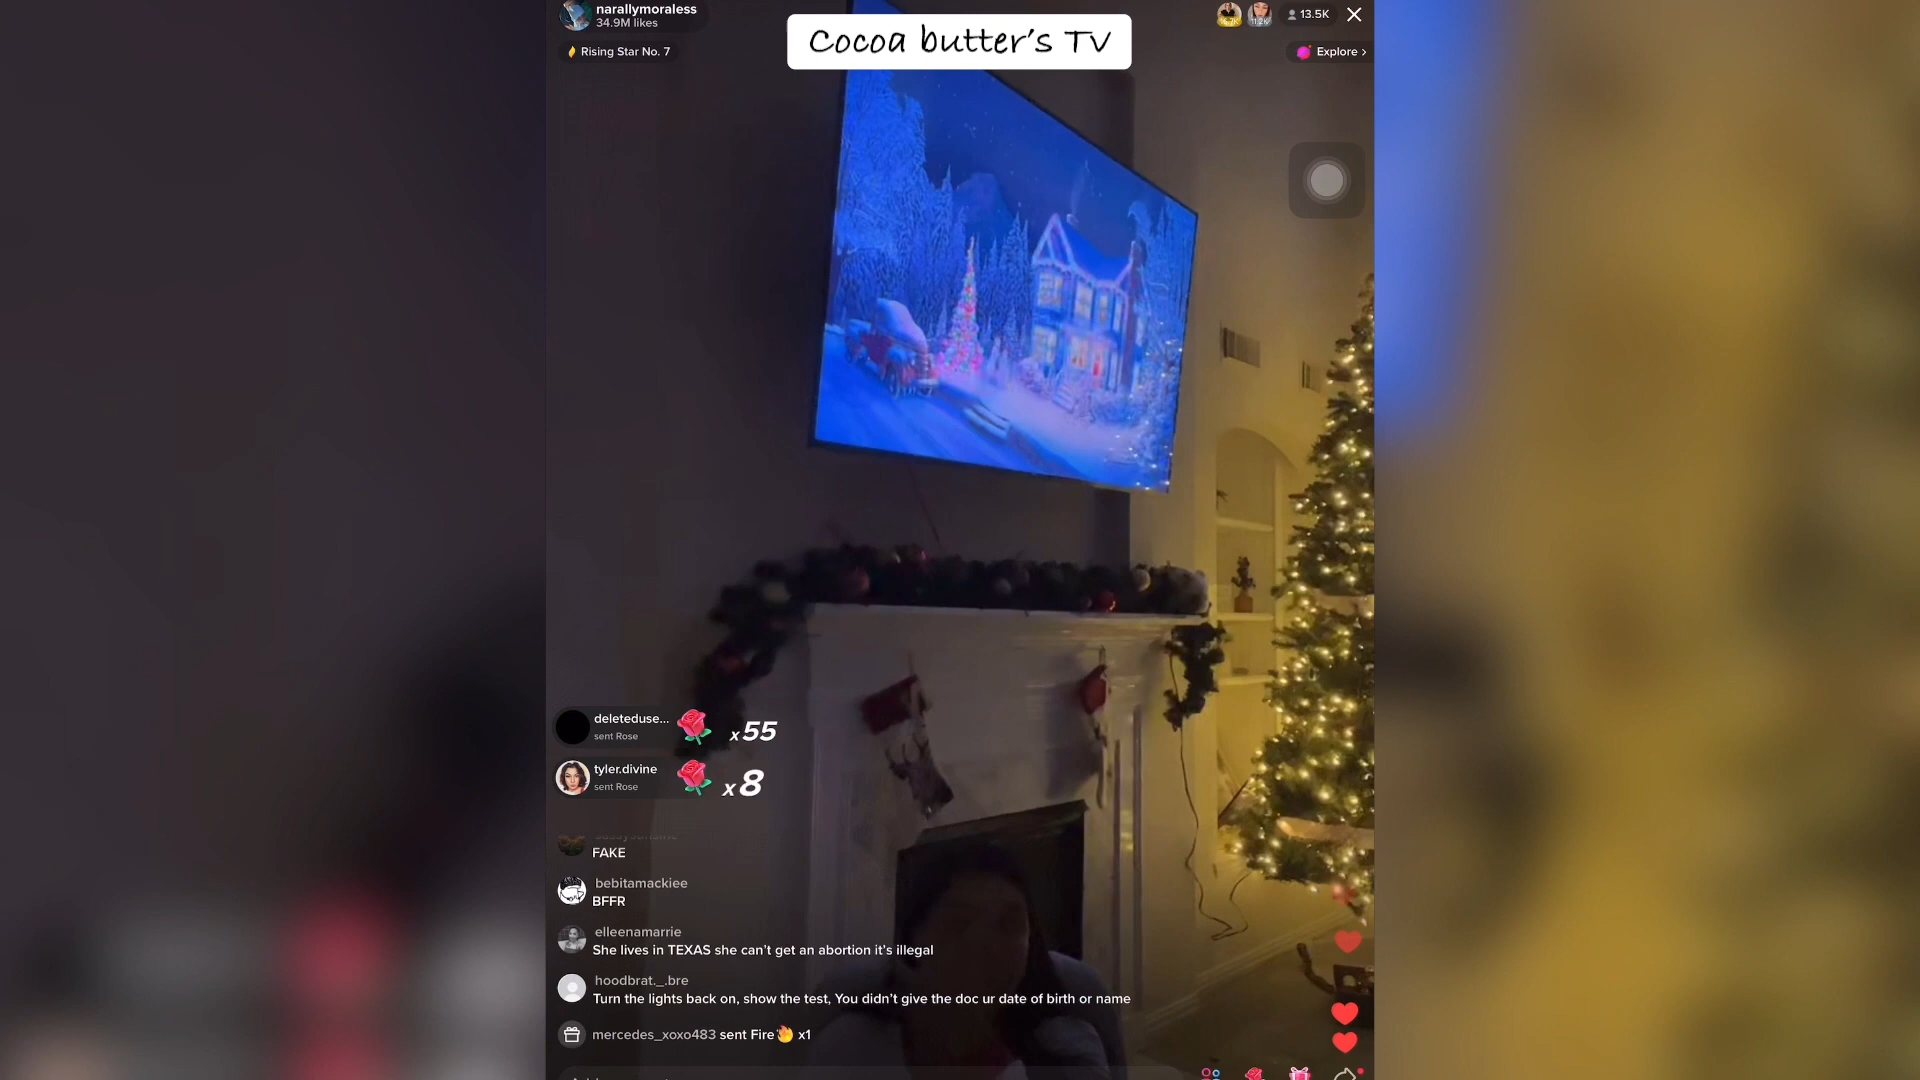 narallymoraless
34.9M likes
Cocoa butter's TV
13.5K
Rising Star No. 7
Explore >
deleteduse...
sent Rose
x55
tyler.divine
sent Rose
x8
FAKE
bebitamackiee
BFFR
elleenamarrie
She lives in TEXAS she can't get an abortion it's illegal
hoodbrat._.bre
Turn the lights back on, show the test, You didn't give the doc ur date of birth or name
mercedes_xoxo483 sent Fire🔥 x1